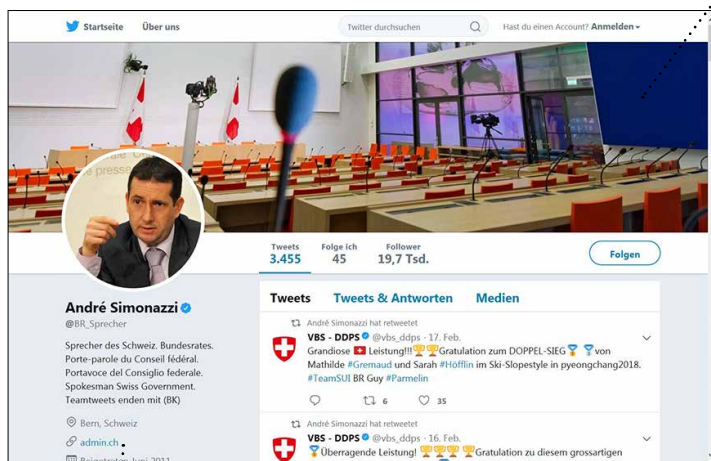 Startseite Über uns Twitter durchsuchen Hast du einen Account? Anmelden
Tweets Folge ich Follower
3.455 45 19,7 Tsd. Folgen
Tweets Tweets & Antworten Medien
André Simonazzi
@BR_Sprecher
Sprecher des Schweiz. Bundesrates.
Porte-parole du Conseil fédéral.
Portavoce del Consiglio federale.
Spokesman Swiss Government.
Teamtweets enden mit (BK)
Bern, Schweiz
admin.ch
Beigetreten Juni 2011
André Simonazzi hat retweetet
VBS - DDPS @vbs_ddps · 17. Feb.
Grandiose Leistung!!! Gratulation zum DOPPEL-SIEG von
Mathilde #Gremaud und Sarah #Höfflin im Ski-Slopestyle in pyeongchang2018.
#TeamSUI BR Guy #Parmelin
6 35
André Simonazzi hat retweetet
VBS - DDPS @vbs_ddps · 16. Feb.
Überragende Leistung! Gratulation zu diesem grossartigen